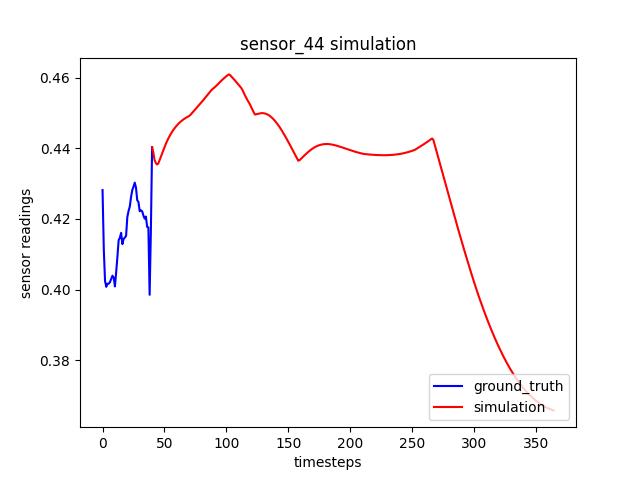 sensor_44 simulation
0.46
0.44
0.42
0.40
0.38
sensor readings
ground_truth
simulation
0 50 100 150 200 250 300 350
timesteps